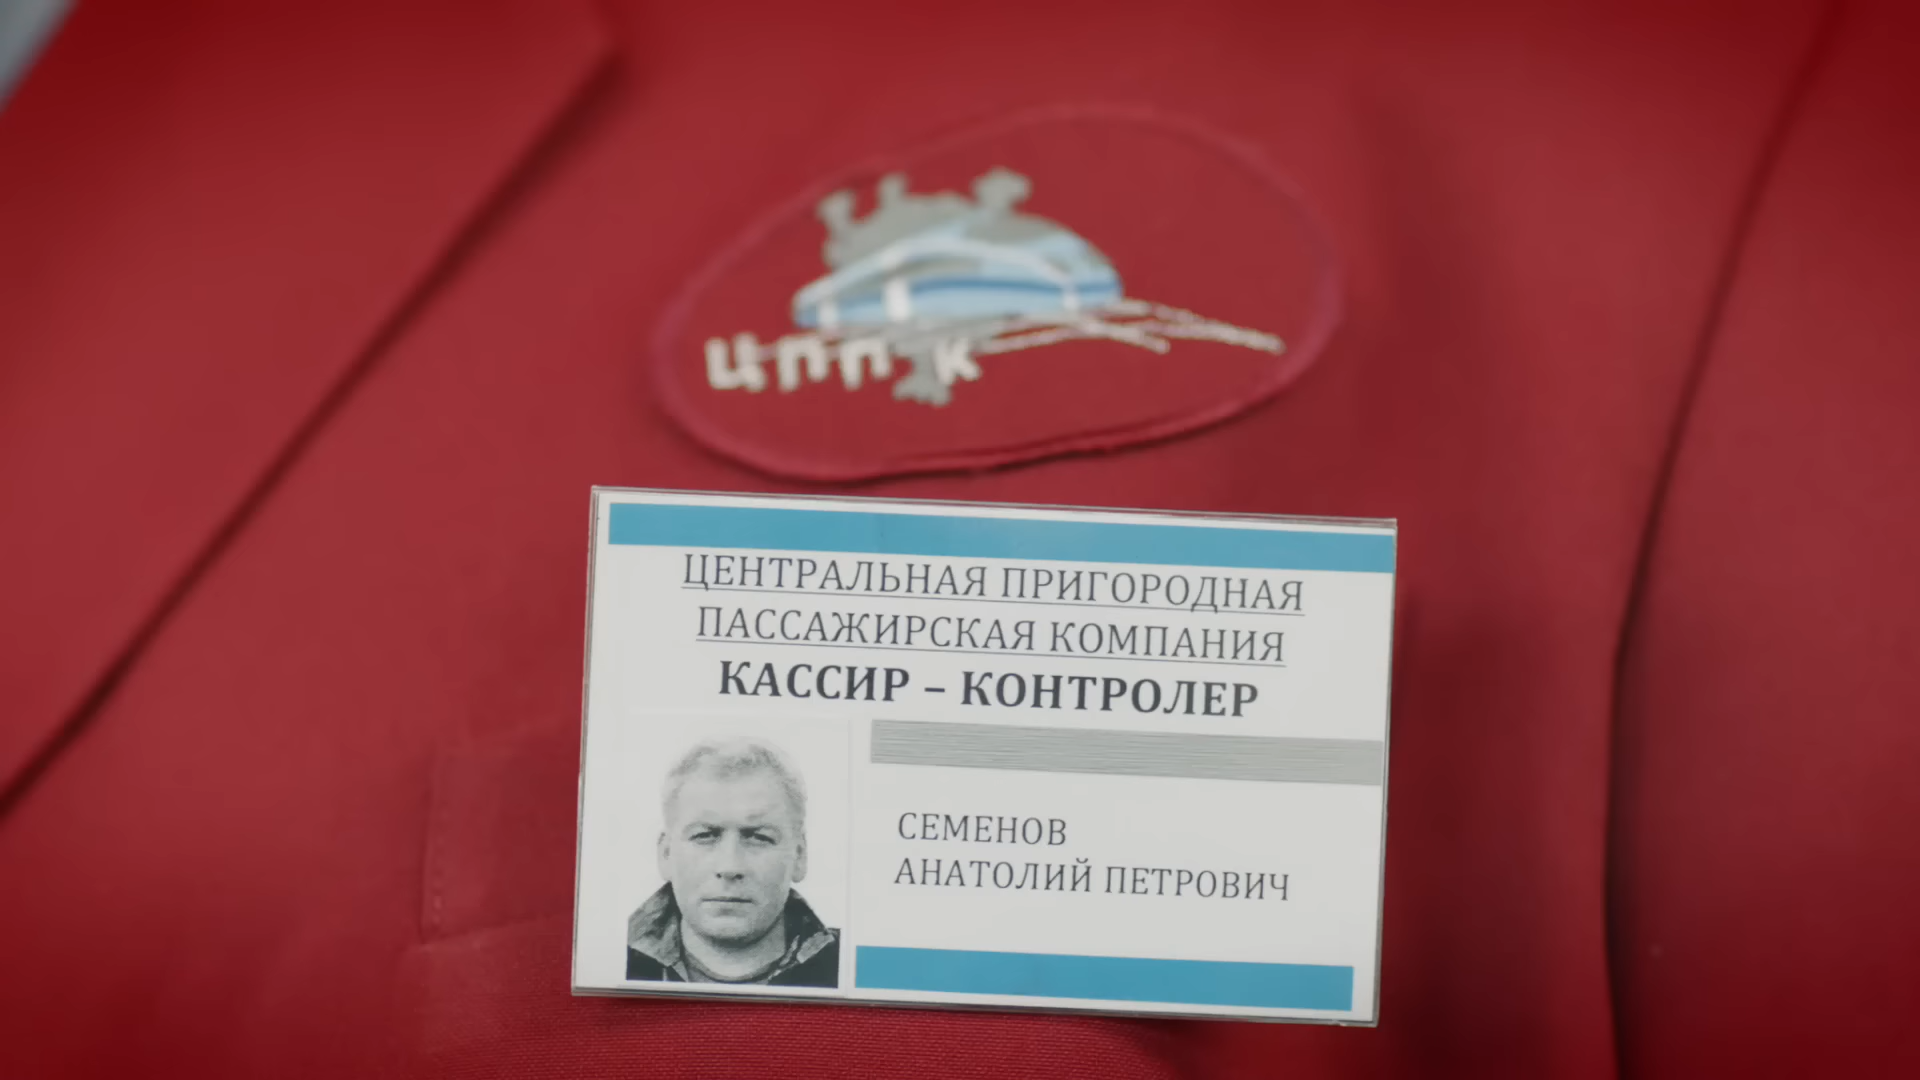 ЦППК
ЦЕНТРАЛЬНАЯ ПРИГОРОДНАЯ
ПАССАЖИРСКАЯ КОМПАНИЯ
КАССИР – КОНТРОЛЕР
СЕМЕНОВ
АНАТОЛИЙ ПЕТРОВИЧ